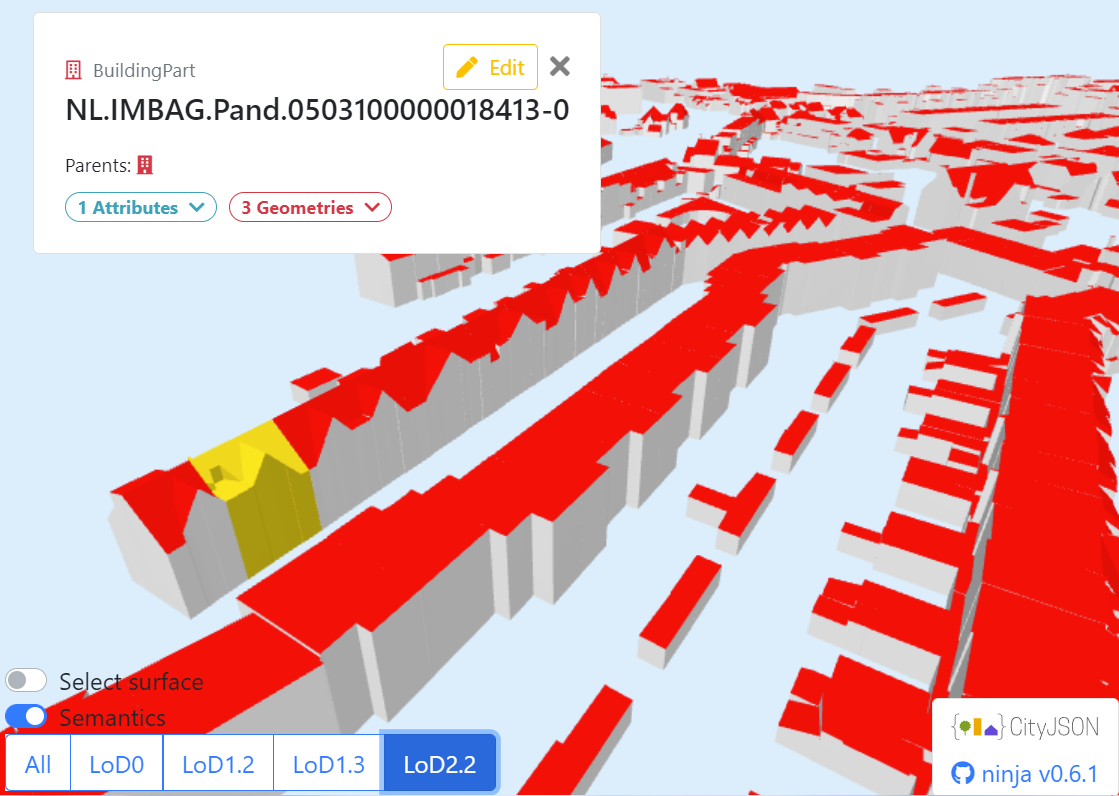 BuildingPart
Edit
NL.IMBAG.Pand.0503100000018413-0
Parents:
1 Attributes
3 Geometries
Select surface
Semantics
All LoD0 LoD1.2 LoD1.3 LoD2.2
CityJSON
ninja v0.6.1